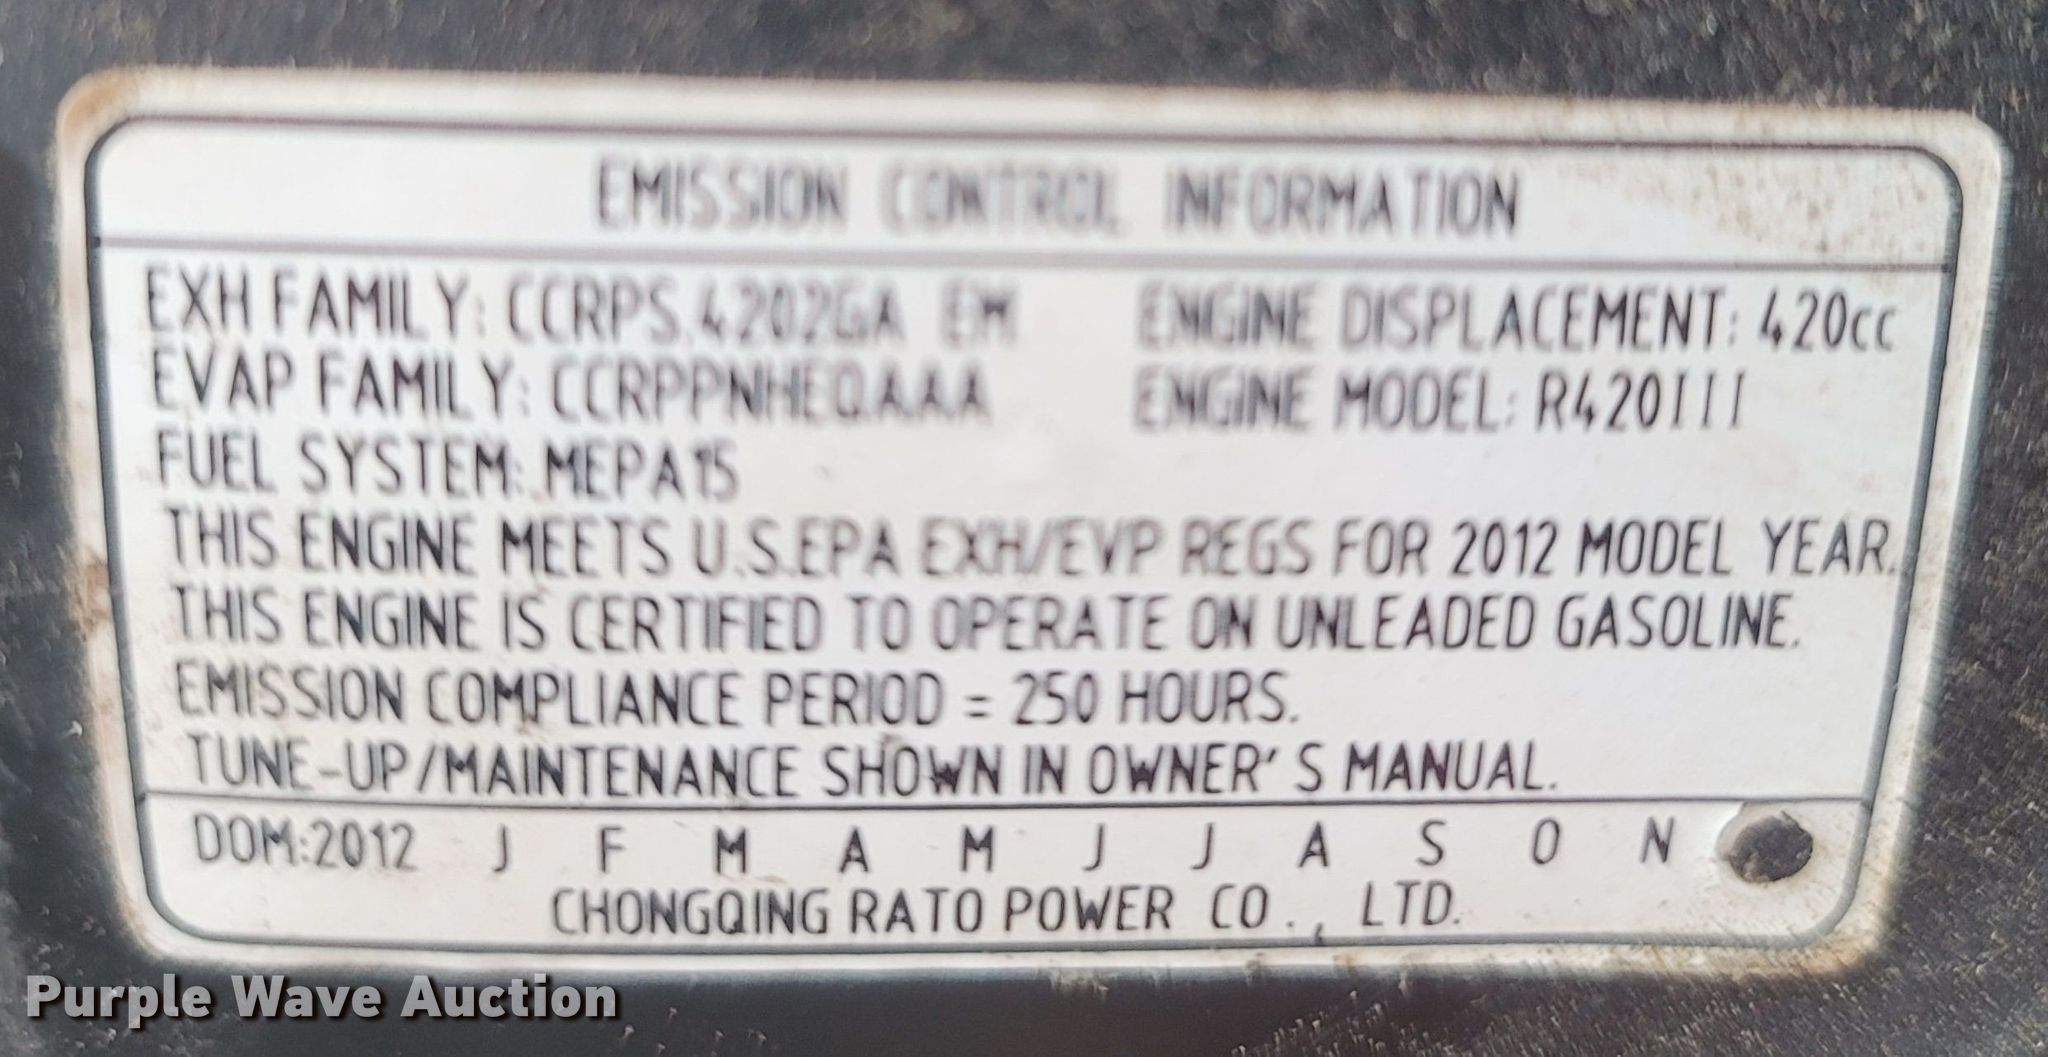 EMISSION CONTROL INFORMATION
EXH FAMILY: CCRPS.4202GA EM ENGINE DISPLACEMENT: 420cc
EVAP FAMILY: CCRPPNHEQAAA ENGINE MODEL: R420III
FUEL SYSTEM: MEPA15
THIS ENGINE MEETS U.S.EPA EXH/EVP REGS FOR 2012 MODEL YEAR.
THIS ENGINE IS CERTIFIED TO OPERATE ON UNLEADED GASOLINE.
EMISSION COMPLIANCE PERIOD = 250 HOURS.
TUNE-UP/MAINTENANCE SHOWN IN OWNER'S MANUAL.
DOM:2012 J F M A M J J A S O N
CHONGQING RATO POWER CO., LTD.
Purple Wave Auction